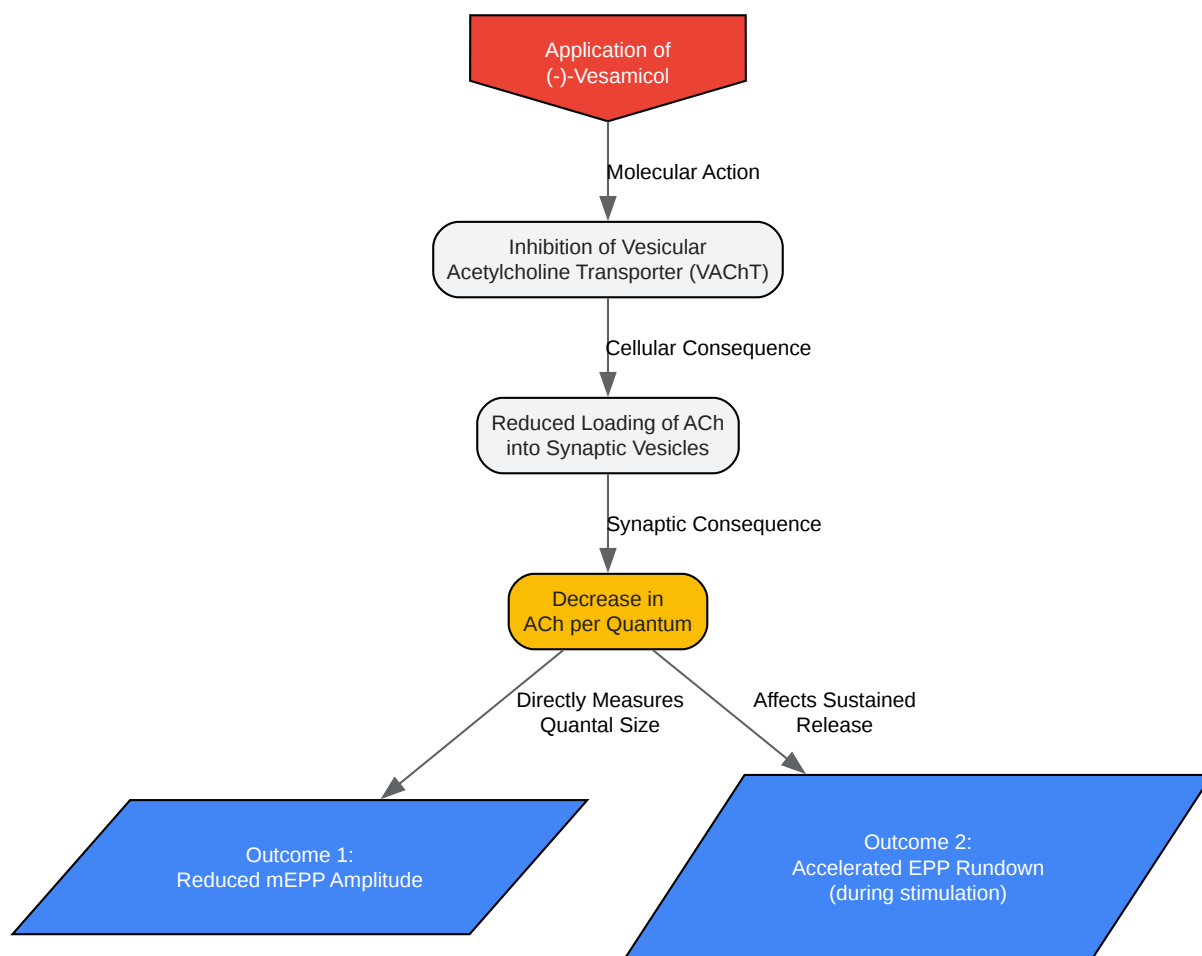 Application of
(-)-Vesamicol
Molecular Action
Inhibition of Vesicular
Acetylcholine Transporter (VAChT)
Cellular Consequence
Reduced Loading of ACh
into Synaptic Vesicles
Synaptic Consequence
Decrease in
ACh per Quantum
Directly Measures
Quantal Size
Affects Sustained
Release
Outcome 1:
Reduced mEPP Amplitude
Outcome 2:
Accelerated EPP Rundown
(during stimulation)